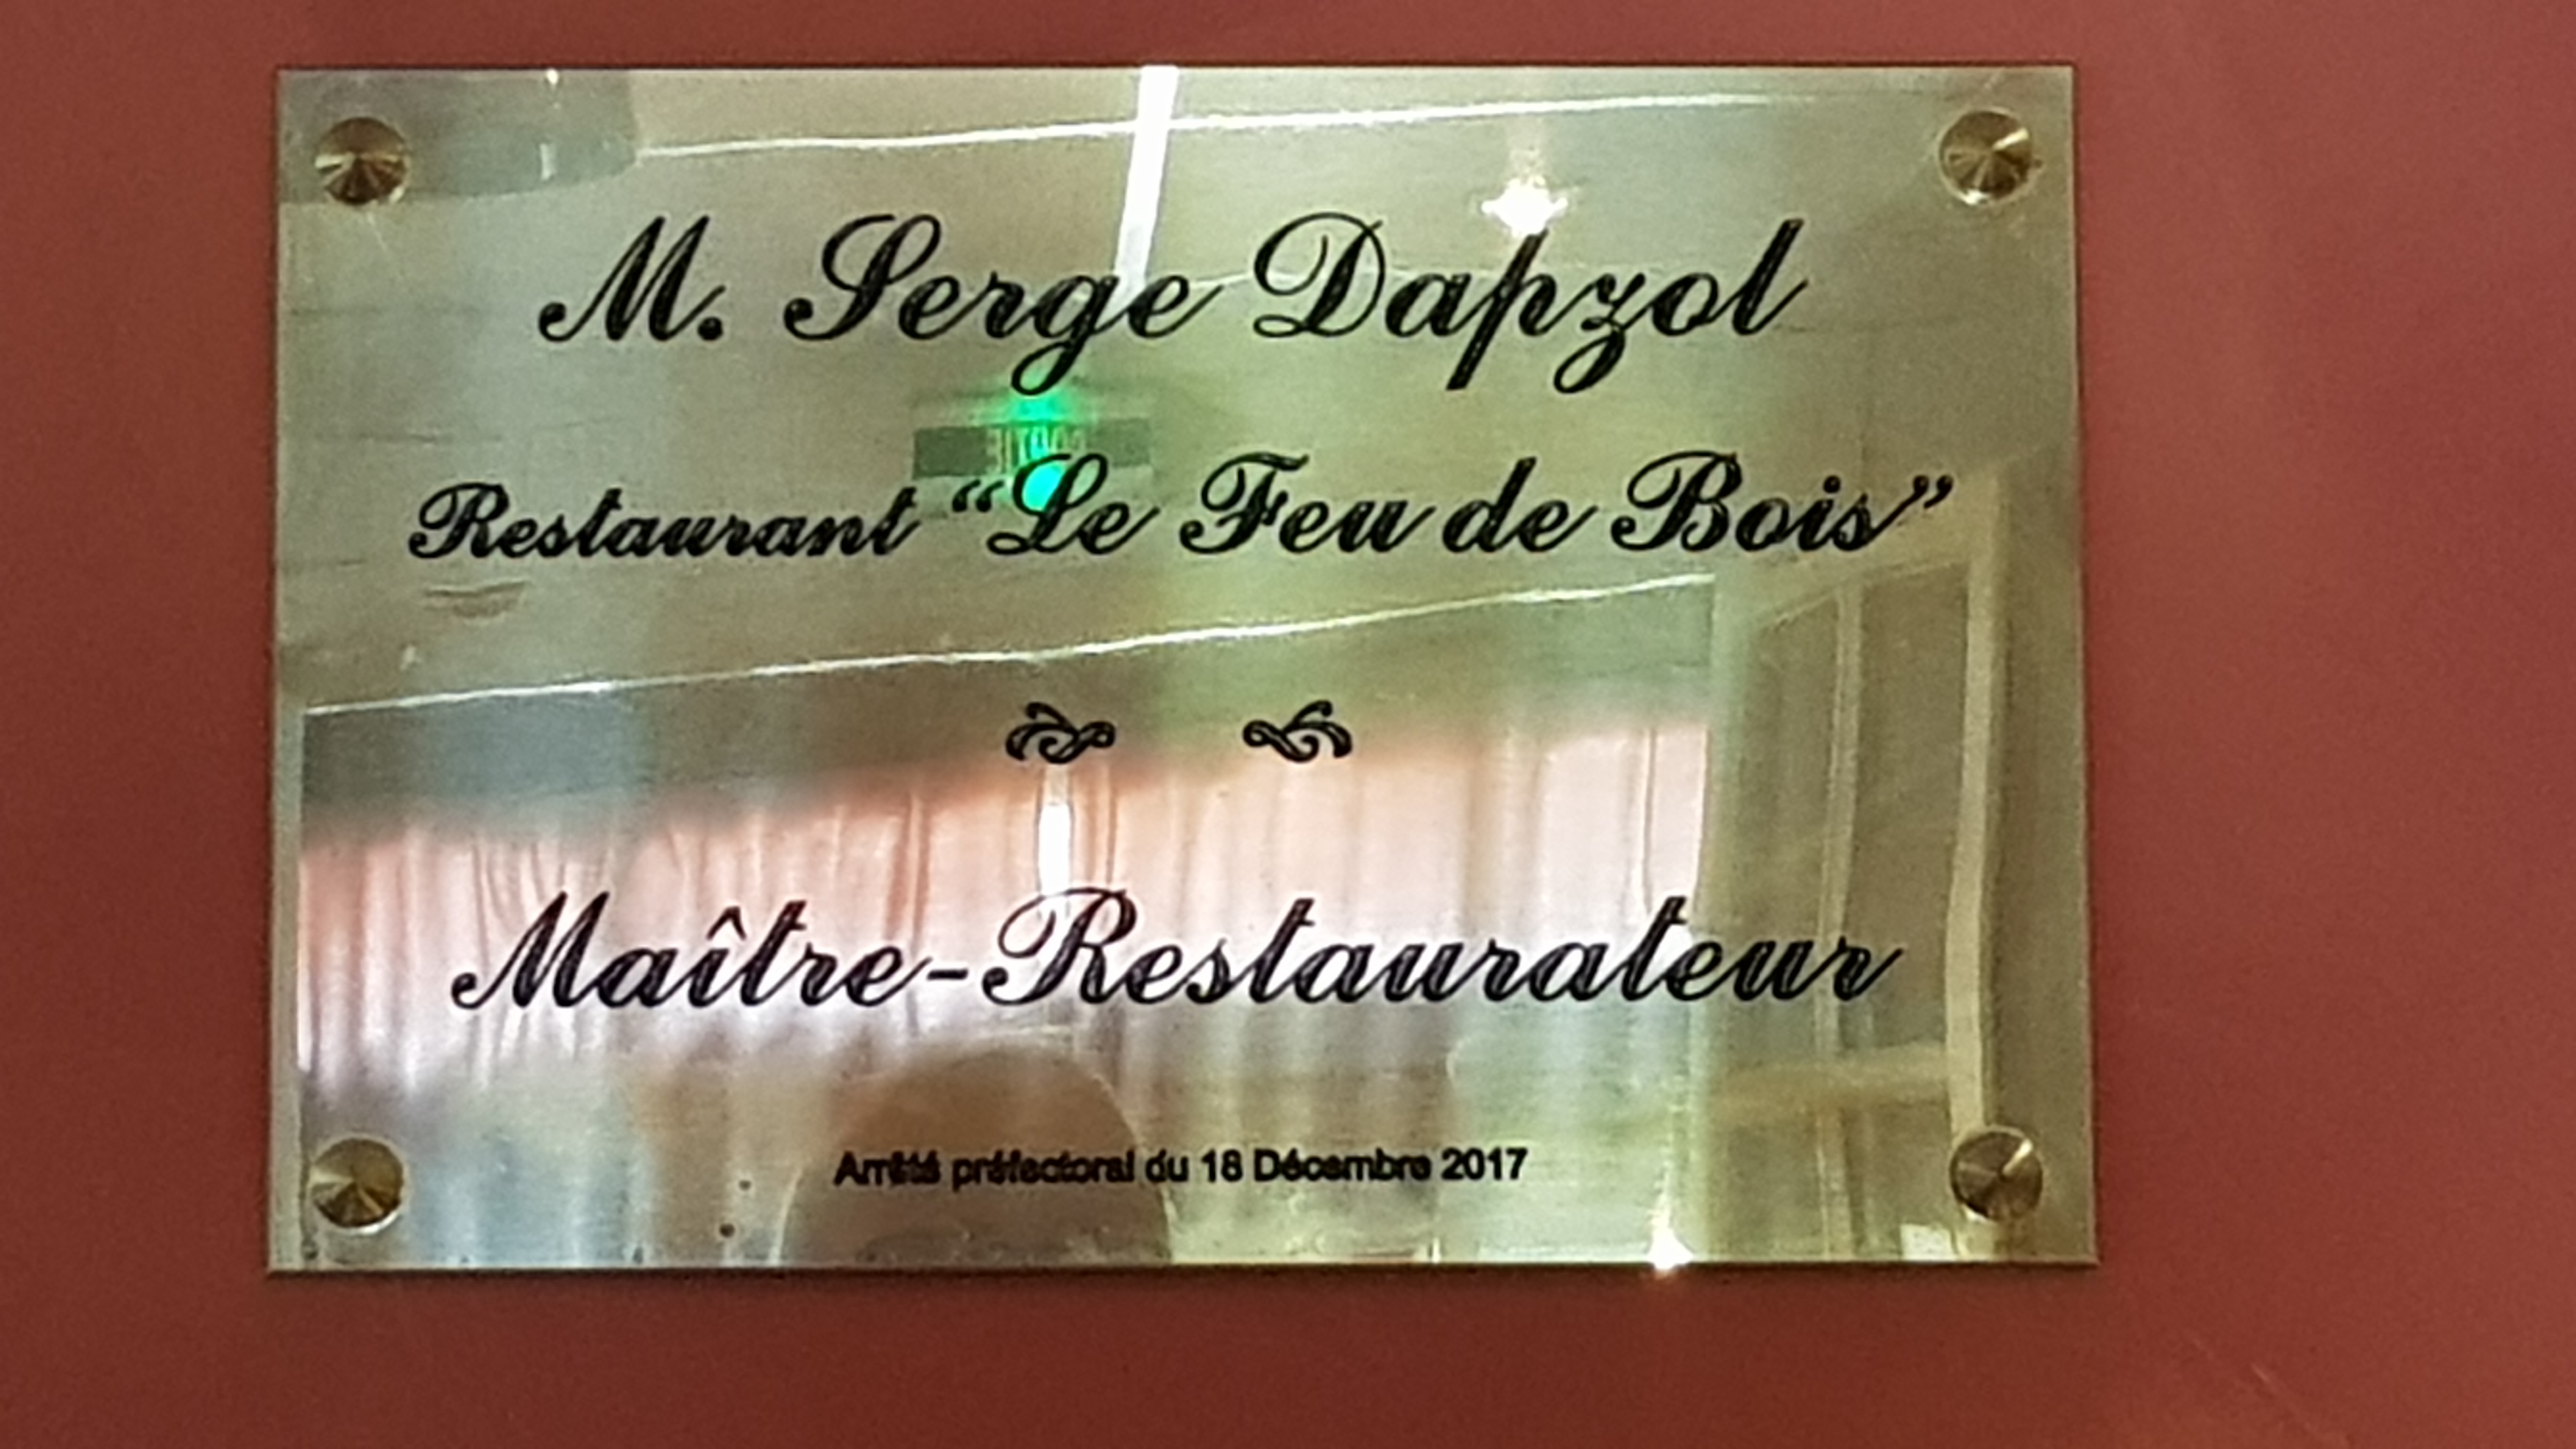 M. Serge Dapzol
Restaurant “Le Feu de Bois”
Maître-Restaurateur
Arrêté préfectoral du 18 Décembre 2017